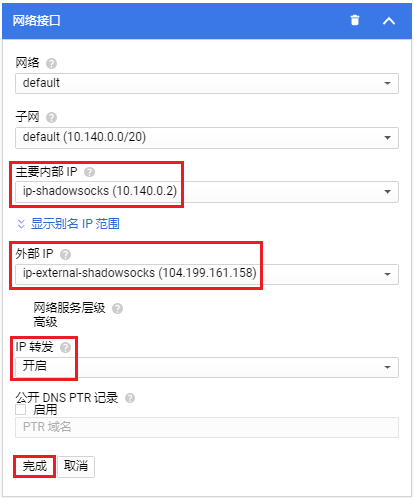 网络接口
网络
default
子网
default (10.140.0.0/20)
主要内部 IP
ip-shadowsocks (10.140.0.2)
显示别名 IP 范围
外部 IP
ip-external-shadowsocks (104.199.161.158)
网络服务层级
高级
IP 转发
开启
公开 DNS PTR 记录
启用
PTR 域名
完成 取消